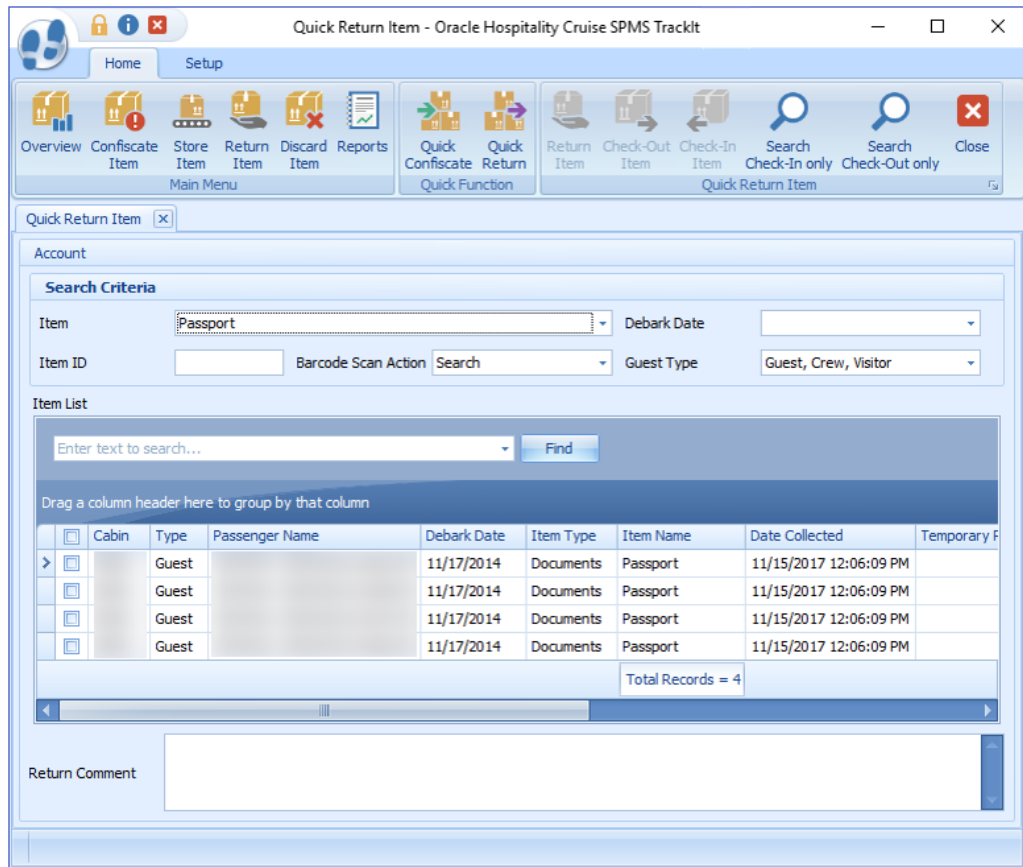 Quick Return Item - Oracle Hospitality Cruise SPMS TrackIt
Home Setup
Overview Confiscate Item Store Item Return Item Discard Item Reports Quick Confiscate Quick Return Return Item Check-Out Item Check-In Item Search Check-In only Search Check-Out only Close
Main Menu Quick Function Quick Return Item
Quick Return Item
Account
Search Criteria
Item Passport Debark Date
Item ID Barcode Scan Action Search Guest Type Guest, Crew, Visitor
Item List
Enter text to search... Find
Drag a column header here to group by that column
Cabin Type Passenger Name Debark Date Item Type Item Name Date Collected Temporary
Guest 11/17/2014 Documents Passport 11/15/2017 12:06:09 PM
Guest 11/17/2014 Documents Passport 11/15/2017 12:06:09 PM
Guest 11/17/2014 Documents Passport 11/15/2017 12:06:09 PM
Guest 11/17/2014 Documents Passport 11/15/2017 12:06:09 PM
Total Records = 4
Return Comment